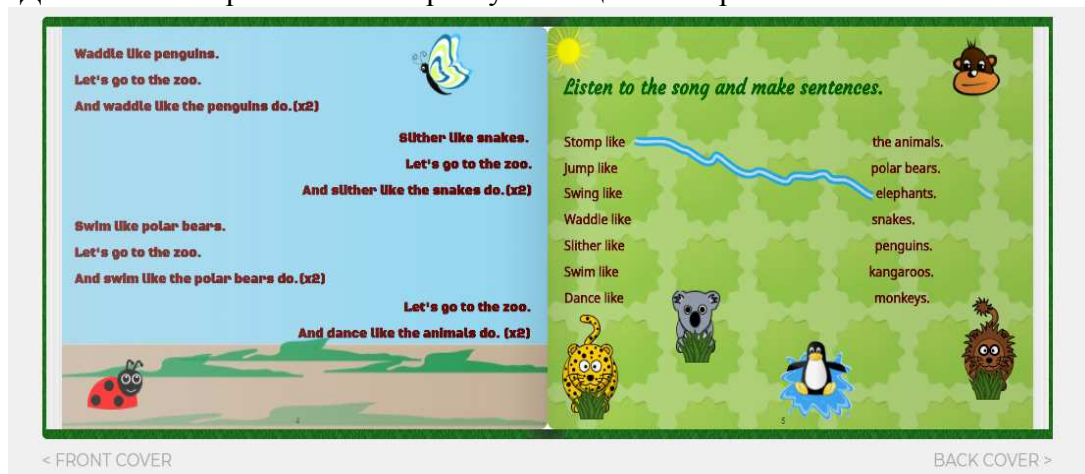 Waddle like penguins.
Let's go to the zoo.
And waddle like the penguins do.(x2)
Slither like snakes.
Let's go to the zoo.
And slither like the snakes do.(x2)
Swim like polar bears.
Let's go to the zoo.
And swim like the polar bears do.(x2)
Let's go to the zoo.
And dance like the animals do. (x2)
Listen to the song and make sentences.
Stomp like the animals.
Jump like polar bears.
Swing like elephants.
Waddle like snakes.
Slither like penguins.
Swim like kangaroos.
Dance like monkeys.
5
< FRONT COVER BACK COVER >